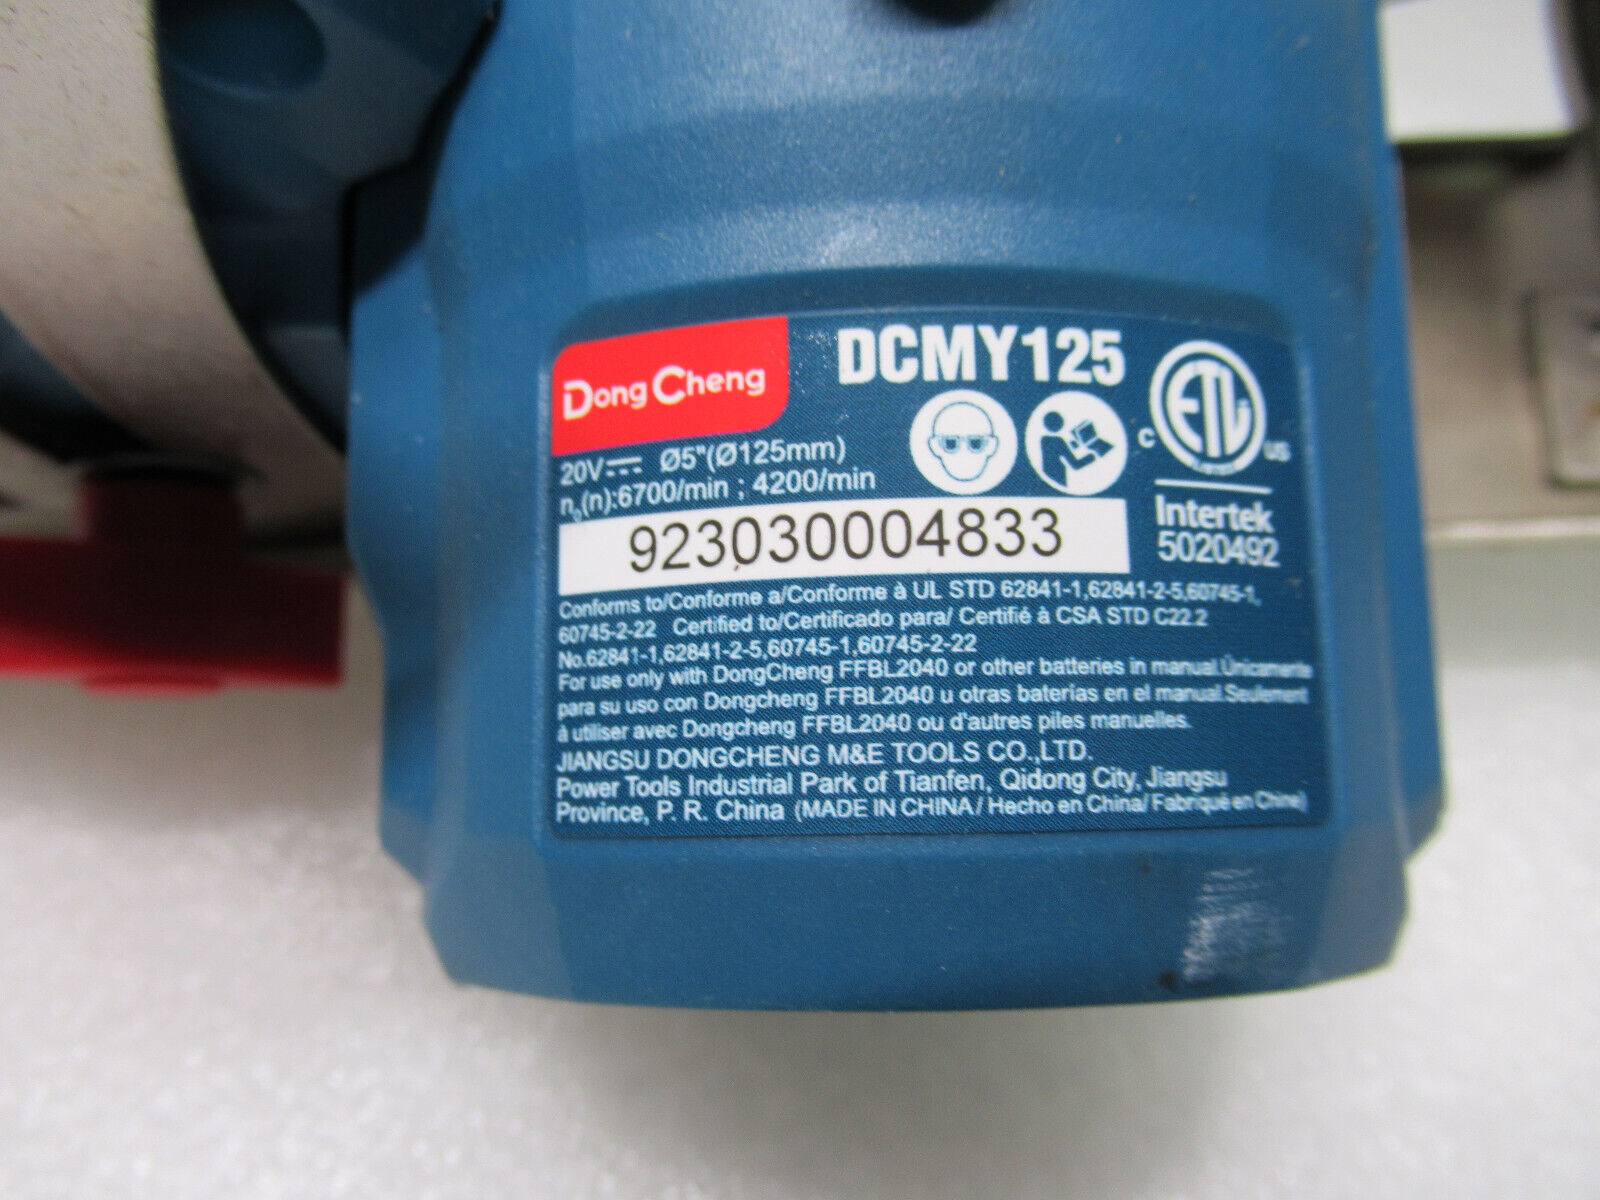 DongCheng
DCMY125
20V⎓ Ø5"(Ø125mm)
n₀(n):6700/min ; 4200/min
923030004833
ETL
C US
Intertek
5020492
Conforms to/Conforme a/Conforme à UL STD 62841-1,62841-2-5,60745-1,
60745-2-22 Certified to/Certificado para/ Certifié à CSA STD C22.2
No.62841-1,62841-2-5,60745-1,60745-2-22
For use only with DongCheng FFBL2040 or other batteries in manual.Únicamente
para su uso con Dongcheng FFBL2040 u otras baterías en el manual.Seulement
à utiliser avec Dongcheng FFBL2040 ou d'autres piles manuelles.
JIANGSU DONGCHENG M&E TOOLS CO.,LTD.
Power Tools Industrial Park of Tianfen, Qidong City, Jiangsu
Province, P. R. China (MADE IN CHINA/ Hecho en China/ Fabriqué en Chine)